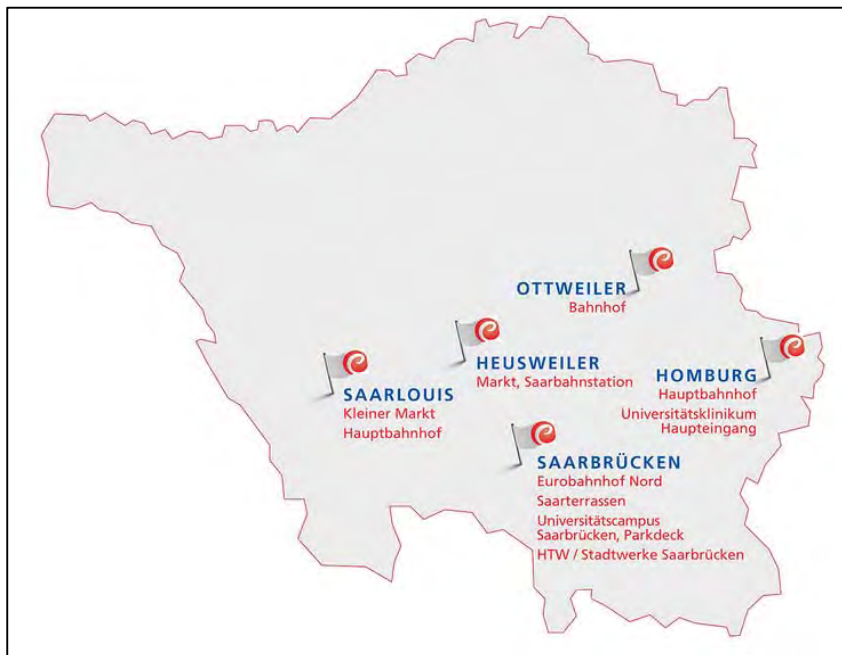 OTTWEILER
Bahnhof
HEUSWEILER
Markt, Saarbahnstation
SAARLOUIS
Kleiner Markt
Hauptbahnhof
HOMBURG
Hauptbahnhof
Universitätsklinikum
Haupteingang
SAARBRÜCKEN
Eurobahnhof Nord
Saarterrassen
Universitätscampus
Saarbrücken, Parkdeck
HTW / Stadtwerke Saarbrücken